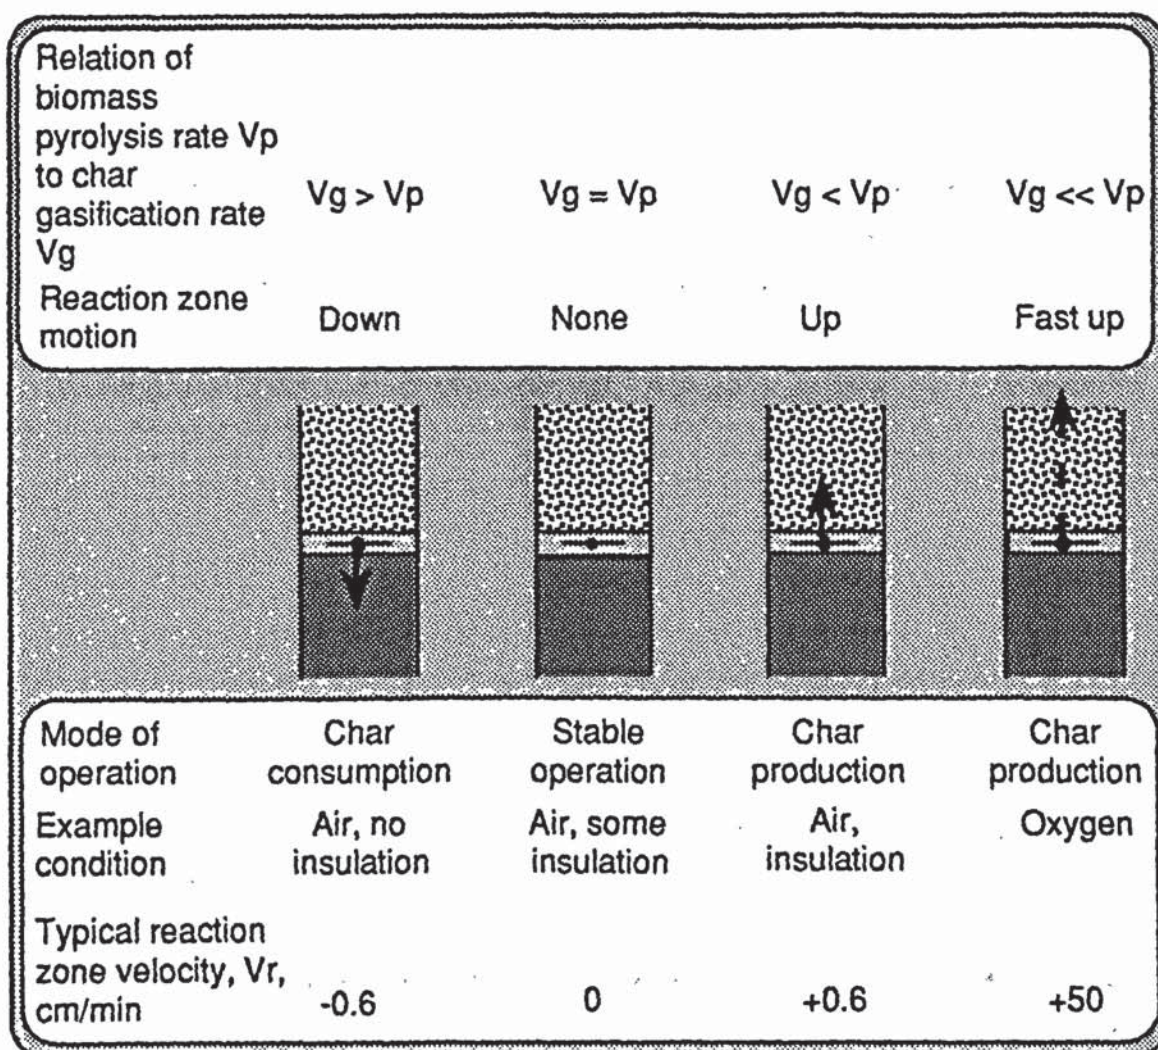 Relation of
biomass
pyrolysis rate Vp
to char
gasification rate
Vg
Vg > Vp Vg = Vp Vg < Vp Vg << Vp
Reaction zone
motion
Down None Up Fast up
Mode of
operation
Char
consumption
Stable
operation
Char
production
Char
production
Example
condition
Air, no
insulation
Air, some
insulation
Air,
insulation
Oxygen
Typical reaction
zone velocity, Vr,
cm/min
-0.6 0 +0.6 +50